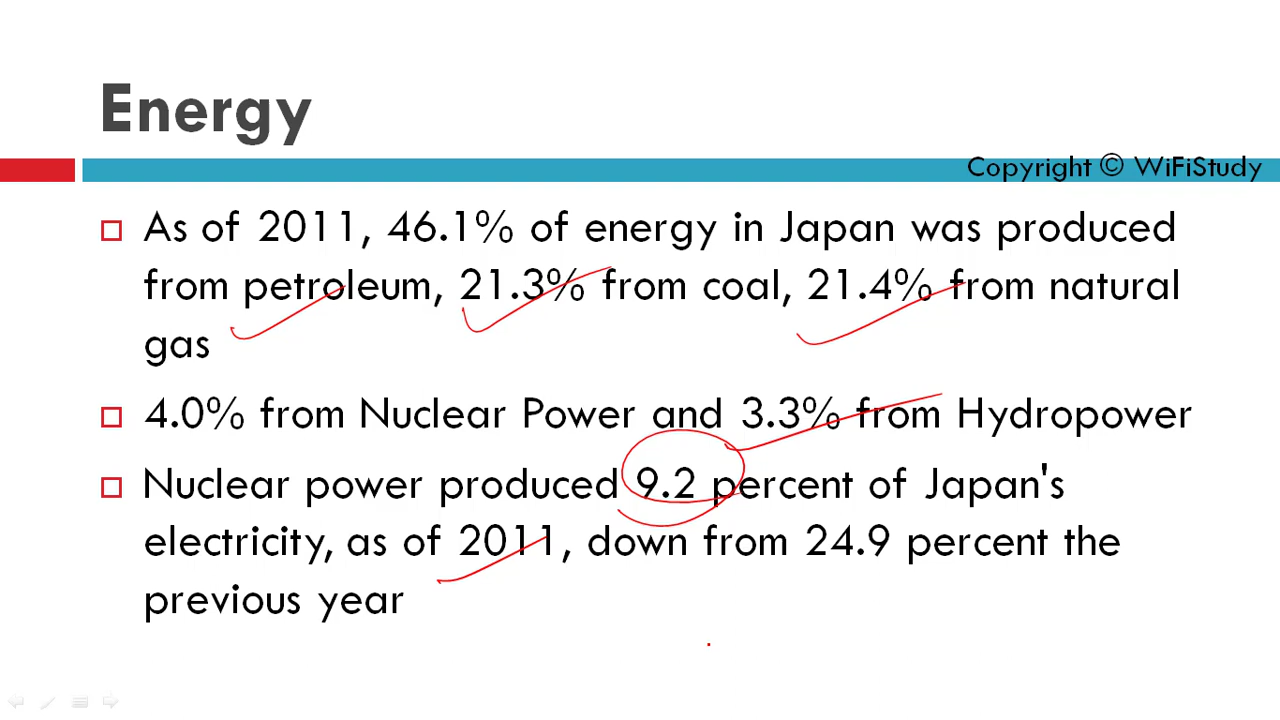 Energy
Copyright © WiFiStudy
As of 2011, 46.1% of energy in Japan was produced
from petroleum, 21.3% from coal, 21.4% from natural
gas
4.0% from Nuclear Power and 3.3% from Hydropower
Nuclear power produced 9.2 percent of Japan's
electricity, as of 2011, down from 24.9 percent the
previous year